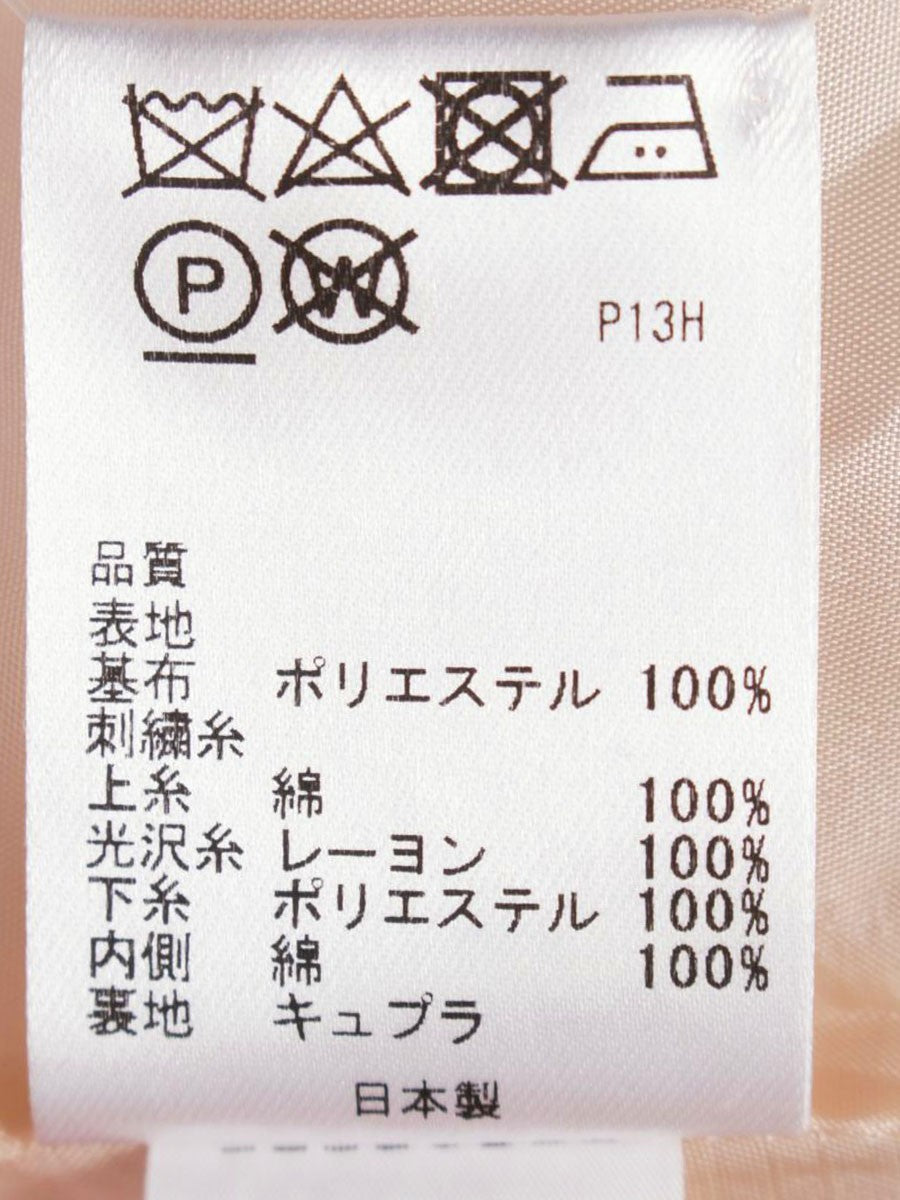 P
W
P13H
品質
表地
基布 ポリエステル 100%
刺繍糸
上糸 綿 100%
光沢糸 レーヨン 100%
下糸 ポリエステル 100%
内側 綿 100%
裏地 キュプラ
日本製